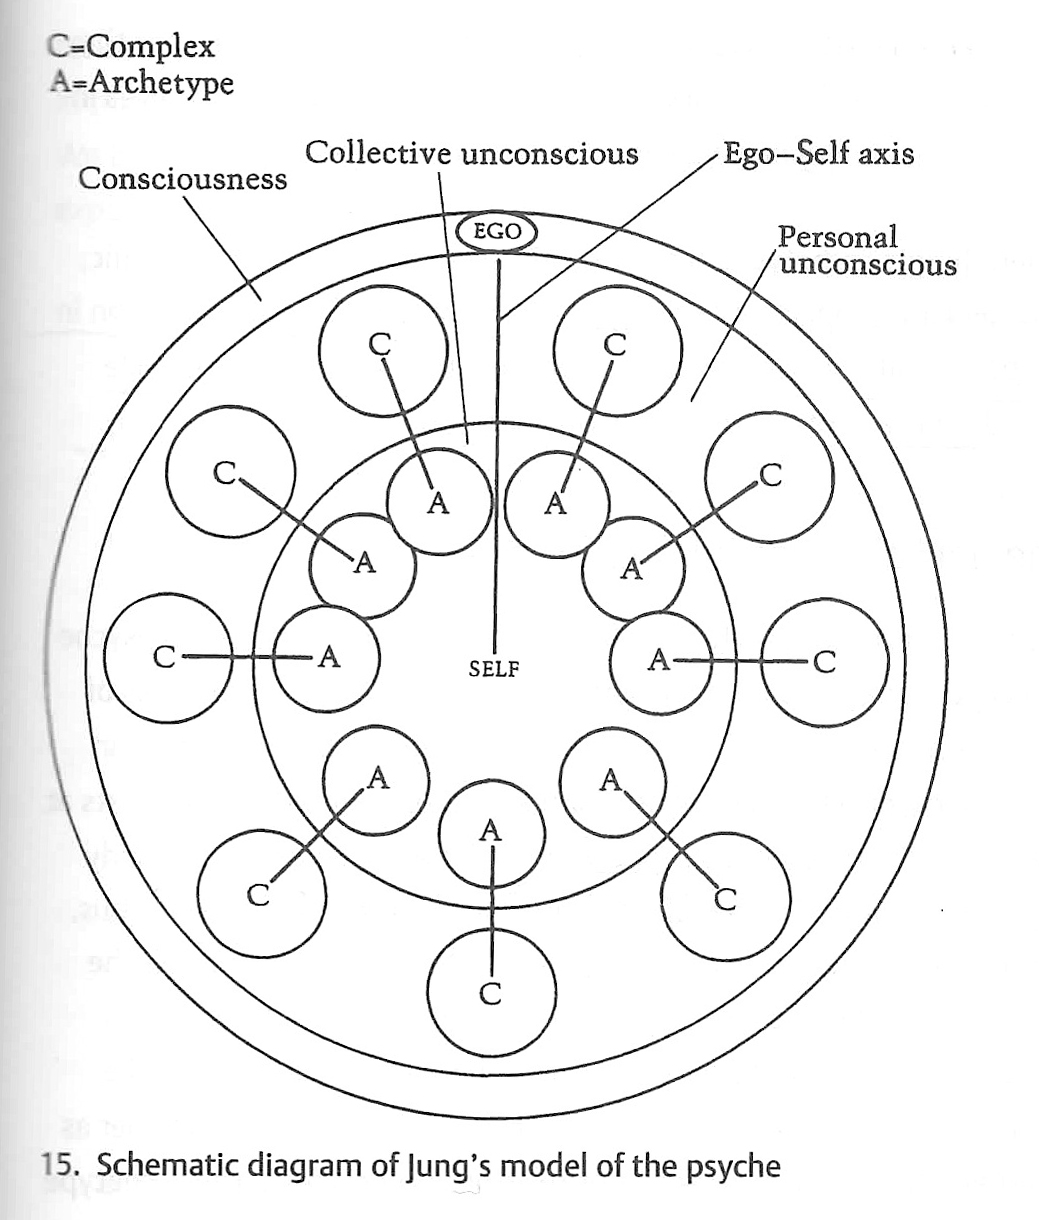 C=Complex
A=Archetype
Collective unconscious
Ego–Self axis
Consciousness
EGO
Personal
unconscious
C
C
C
C
A
A
A
A
C
A
SELF
A
C
A
A
A
C
C
C
15. Schematic diagram of Jung's model of the psyche